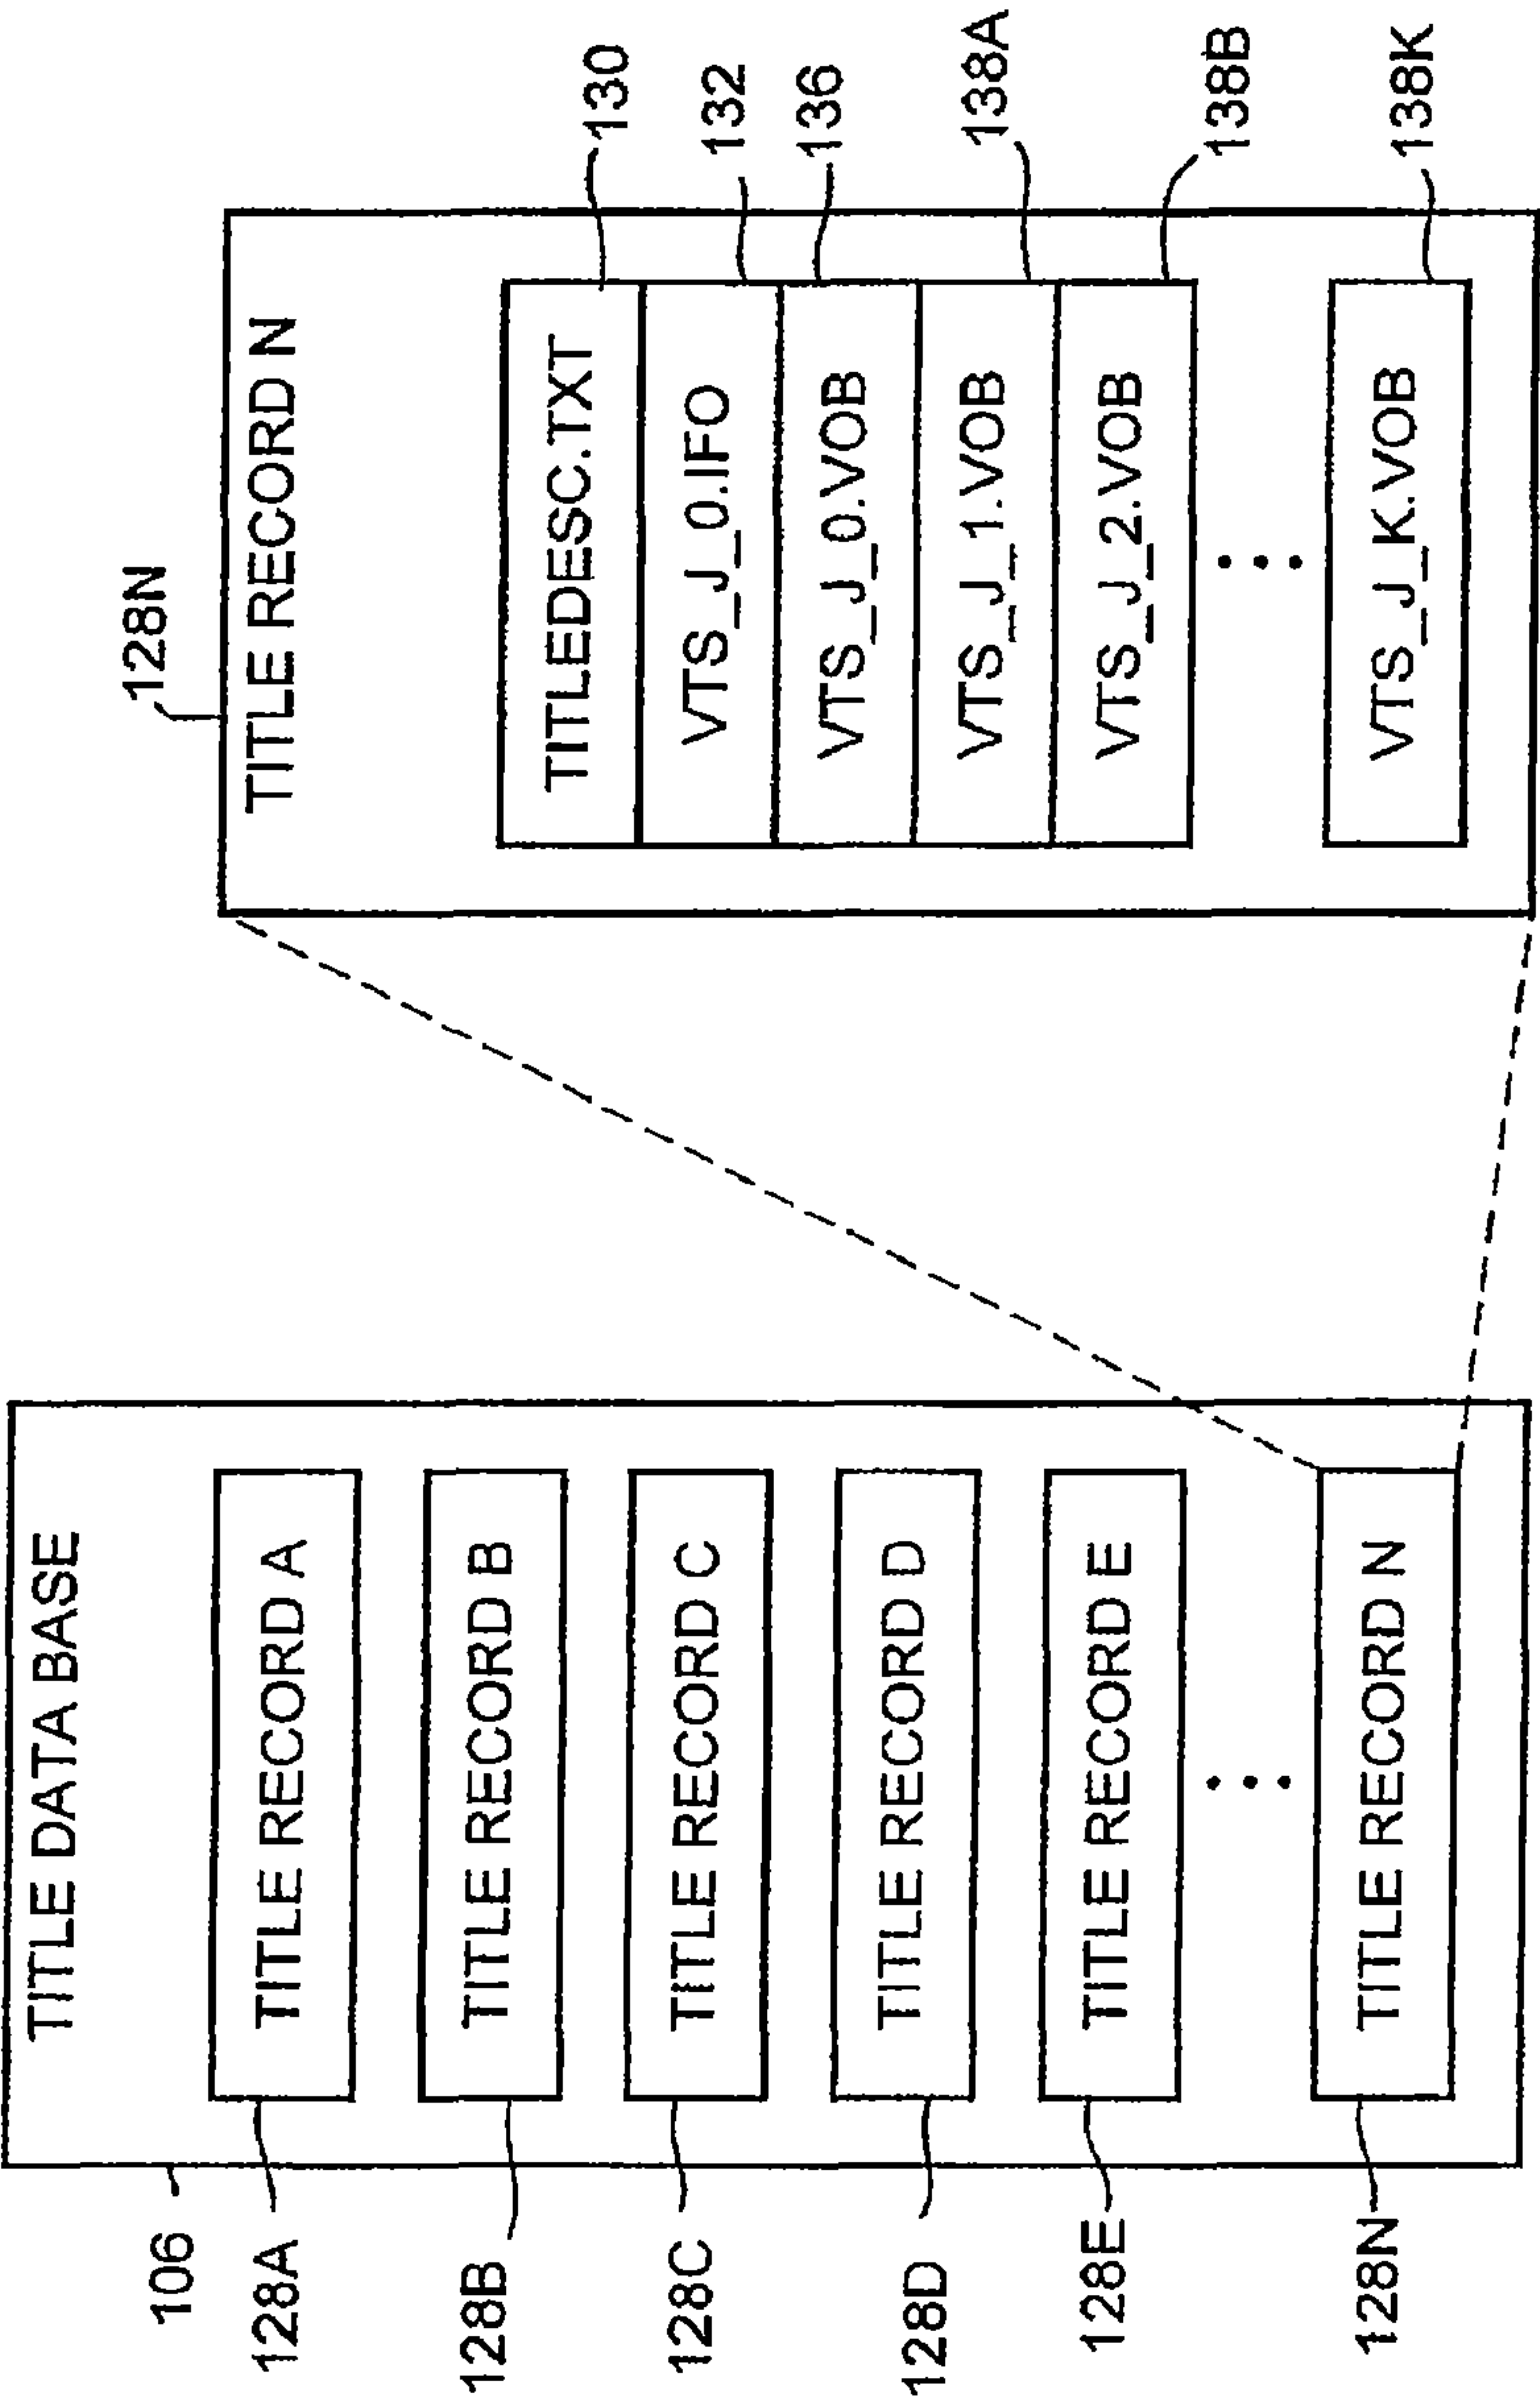 106
TITLE DATA BASE
128A
TITLE RECORD A
128B
TITLE RECORD B
128C
TITLE RECORD C
128D
TITLE RECORD D
128E
TITLE RECORD E
128N
TITLE RECORD N
128N
TITLE RECORD N
TITLEDESC.TXT
130
VTS_J_0.IFO
132
VTS_J_0.VOB
136
VTS_J_1.VOB
138A
VTS_J_2.VOB
138B
VTS_J_K.VOB
138K